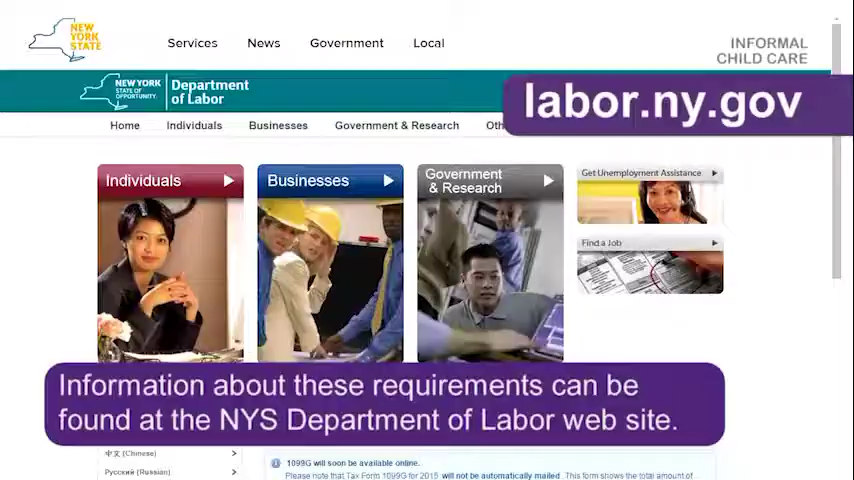 NEW
YORK
STATE
Services News Government Local
INFORMAL
CHILD CARE
NEW YORK
STATE OF
OPPORTUNITY.
Department
of Labor
labor.ny.gov
Home Individuals Businesses Government & Research Oth
Individuals
Businesses
Government
& Research
Get Unemployment Assistance
Find a Job
Information about these requirements can be
found at the NYS Department of Labor web site.
中文 (Chinese)
Русский (Russian)
1099G will soon be available online.
Please note that Tax Form 1099G for 2015 will not be automatically mailed. This form shows the total amount of